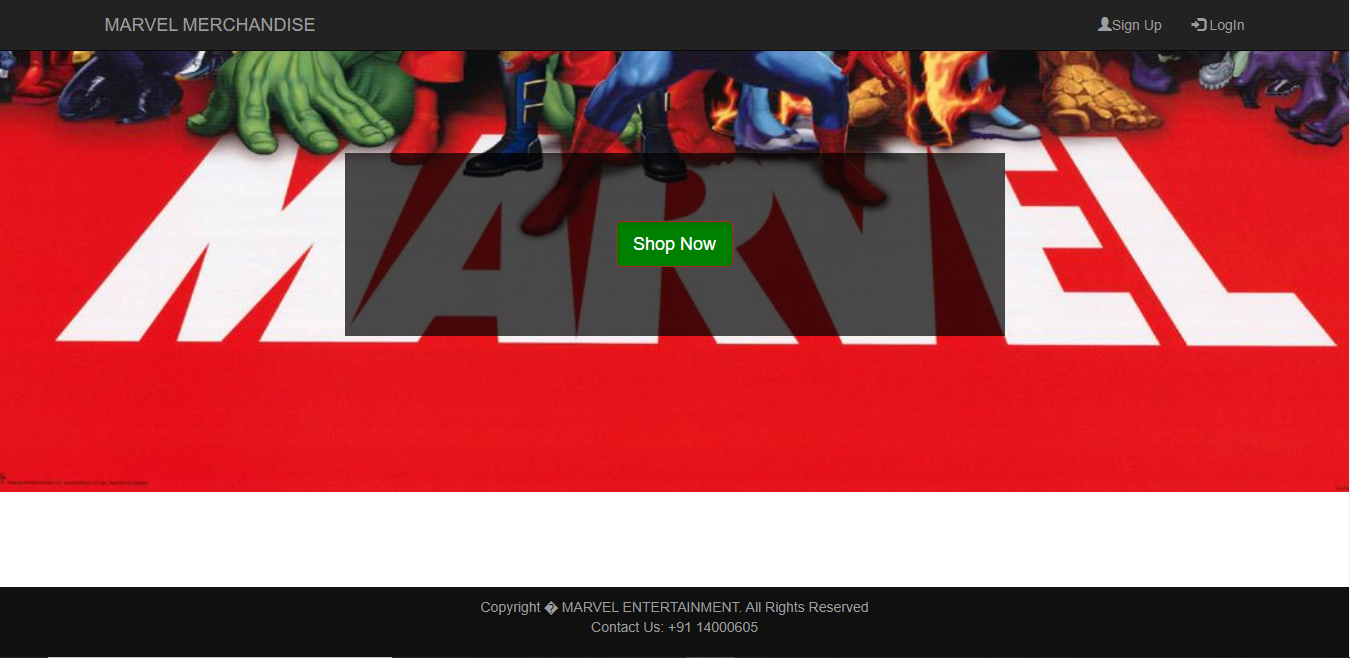 MARVEL MERCHANDISE
Sign Up
LogIn
MARVEL
Shop Now
Copyright � MARVEL ENTERTAINMENT. All Rights Reserved
Contact Us: +91 14000605